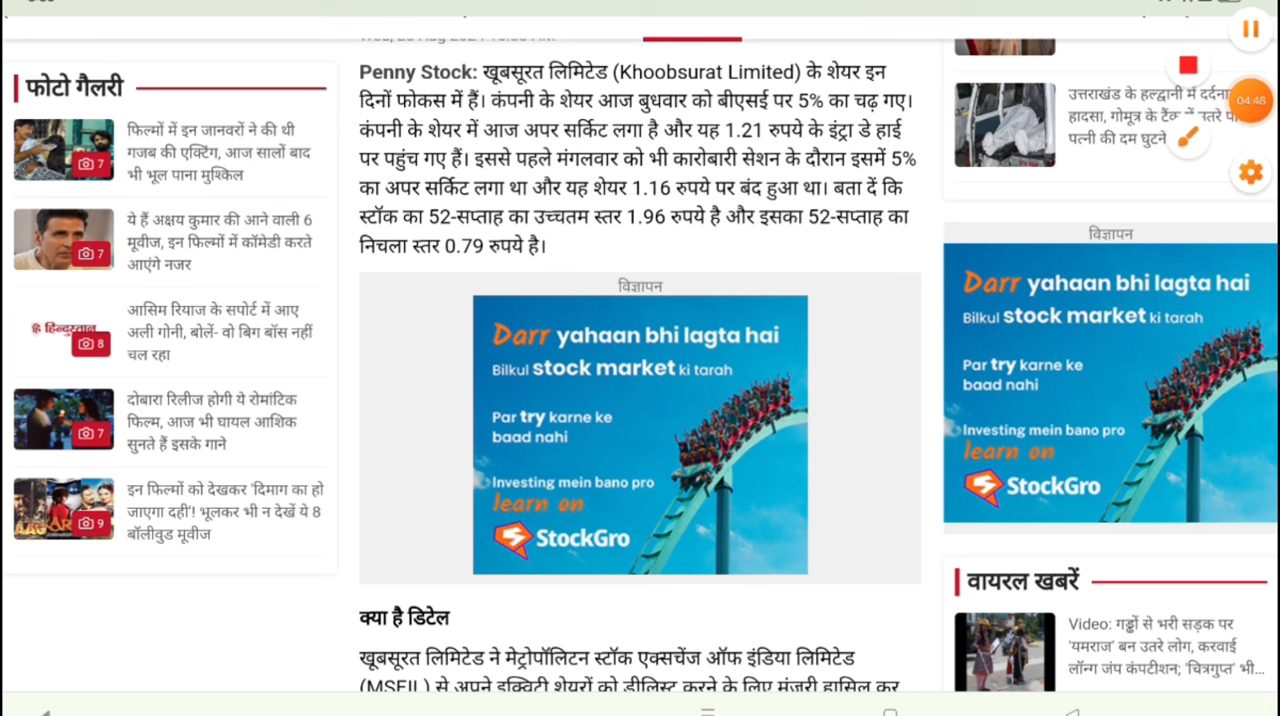 फोटो गैलरी
फिल्मों में इन जानवरों ने की थी
गजब की एक्टिंग, आज सालों बाद
भी भूल पाना मुश्किल
7
ये हैं अक्षय कुमार की आने वाली 6
मूवीज, इन फिल्मों में कॉमेडी करते
आएंगे नजर
7
आसिम रियाज के सपोर्ट में आए
अली गोनी, बोलें- वो बिग बॉस नहीं
चल रहा
हिन्दुस्तान
8
दोबारा रिलीज होगी ये रोमांटिक
फिल्म, आज भी घायल आशिक
सुनते हैं इसके गाने
7
इन फिल्मों को देखकर 'दिमाग का हो
जाएगा दही'! भूलकर भी न देखें ये 8
बॉलीवुड मूवीज
9
Penny Stock: खूबसूरत लिमिटेड (Khoobsurat Limited) के शेयर इन
दिनों फोकस में हैं। कंपनी के शेयर आज बुधवार को बीएसई पर 5% का चढ़ गए।
कंपनी के शेयर में आज अपर सर्किट लगा है और यह 1.21 रुपये के इंट्रा डे हाई
पर पहुंच गए हैं। इससे पहले मंगलवार को भी कारोबारी सेशन के दौरान इसमें 5%
का अपर सर्किट लगा था और यह शेयर 1.16 रुपये पर बंद हुआ था। बता दें कि
स्टॉक का 52-सप्ताह का उच्चतम स्तर 1.96 रुपये है और इसका 52-सप्ताह का
निचला स्तर 0.79 रुपये है।
विज्ञापन
Darr yahaan bhi lagta hai
Bilkul stock market ki tarah
Par try karne ke
baad nahi
Investing mein bano pro
learn on
StockGro
क्या है डिटेल
खूबसूरत लिमिटेड ने मेट्रोपॉलिटन स्टॉक एक्सचेंज ऑफ इंडिया लिमिटेड
(MSEIL) से अपने इक्विटी शेयरों को डीलिस्ट करने के लिए मंजूरी हासिल कर
04:48
उत्तराखंड के हल्द्वानी में
हादसा, गोमूत्र के
पत्नी की दम घुटने
विज्ञापन
Darr yahaan bhi lagta hai
Bilkul stock market ki tarah
Par try karne ke
baad nahi
Investing mein bano pro
learn on
StockGro
वायरल खबरें
Video: गड्ढों से भरी सड़क पर
'यमराज' बन उतरे लोग, करवाई
लॉन्ग जंप कंपटीशन; 'चित्रगुप्त' भी...